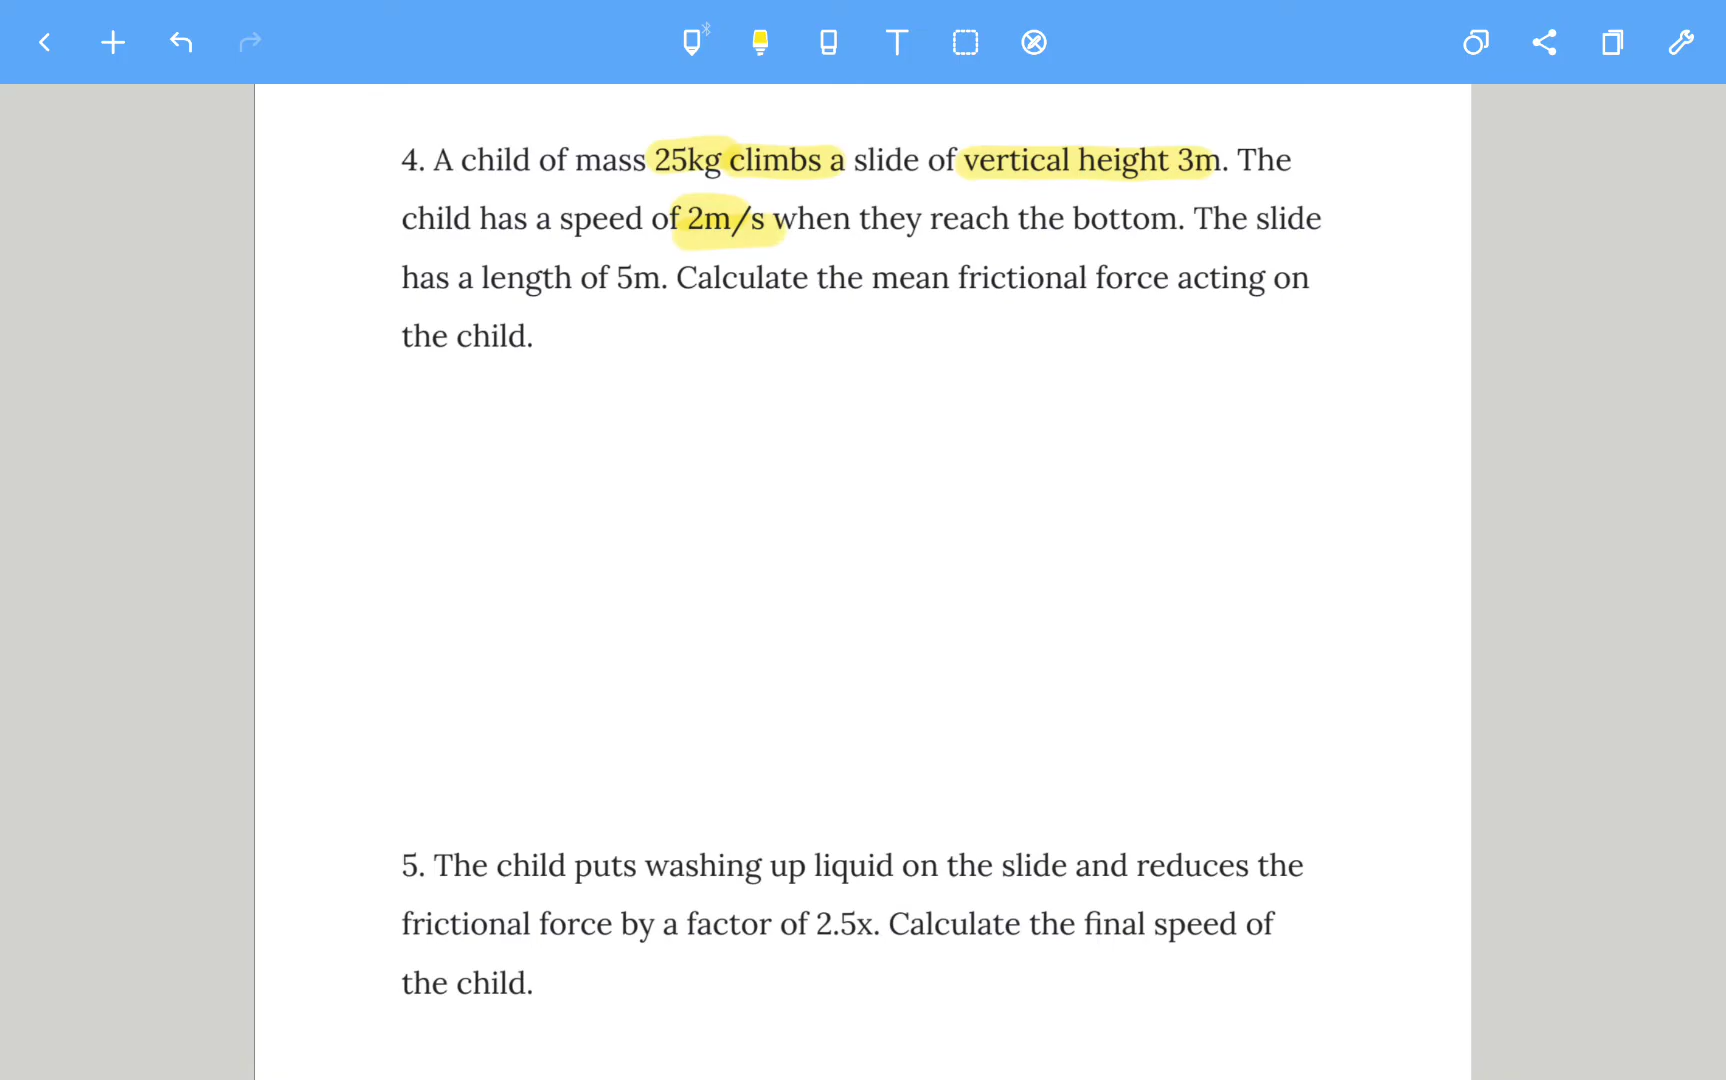 4. A child of mass 25kg climbs a slide of vertical height 3m. The
child has a speed of 2m/s when they reach the bottom. The slide
has a length of 5m. Calculate the mean frictional force acting on
the child.
5. The child puts washing up liquid on the slide and reduces the
frictional force by a factor of 2.5x. Calculate the final speed of
the child.